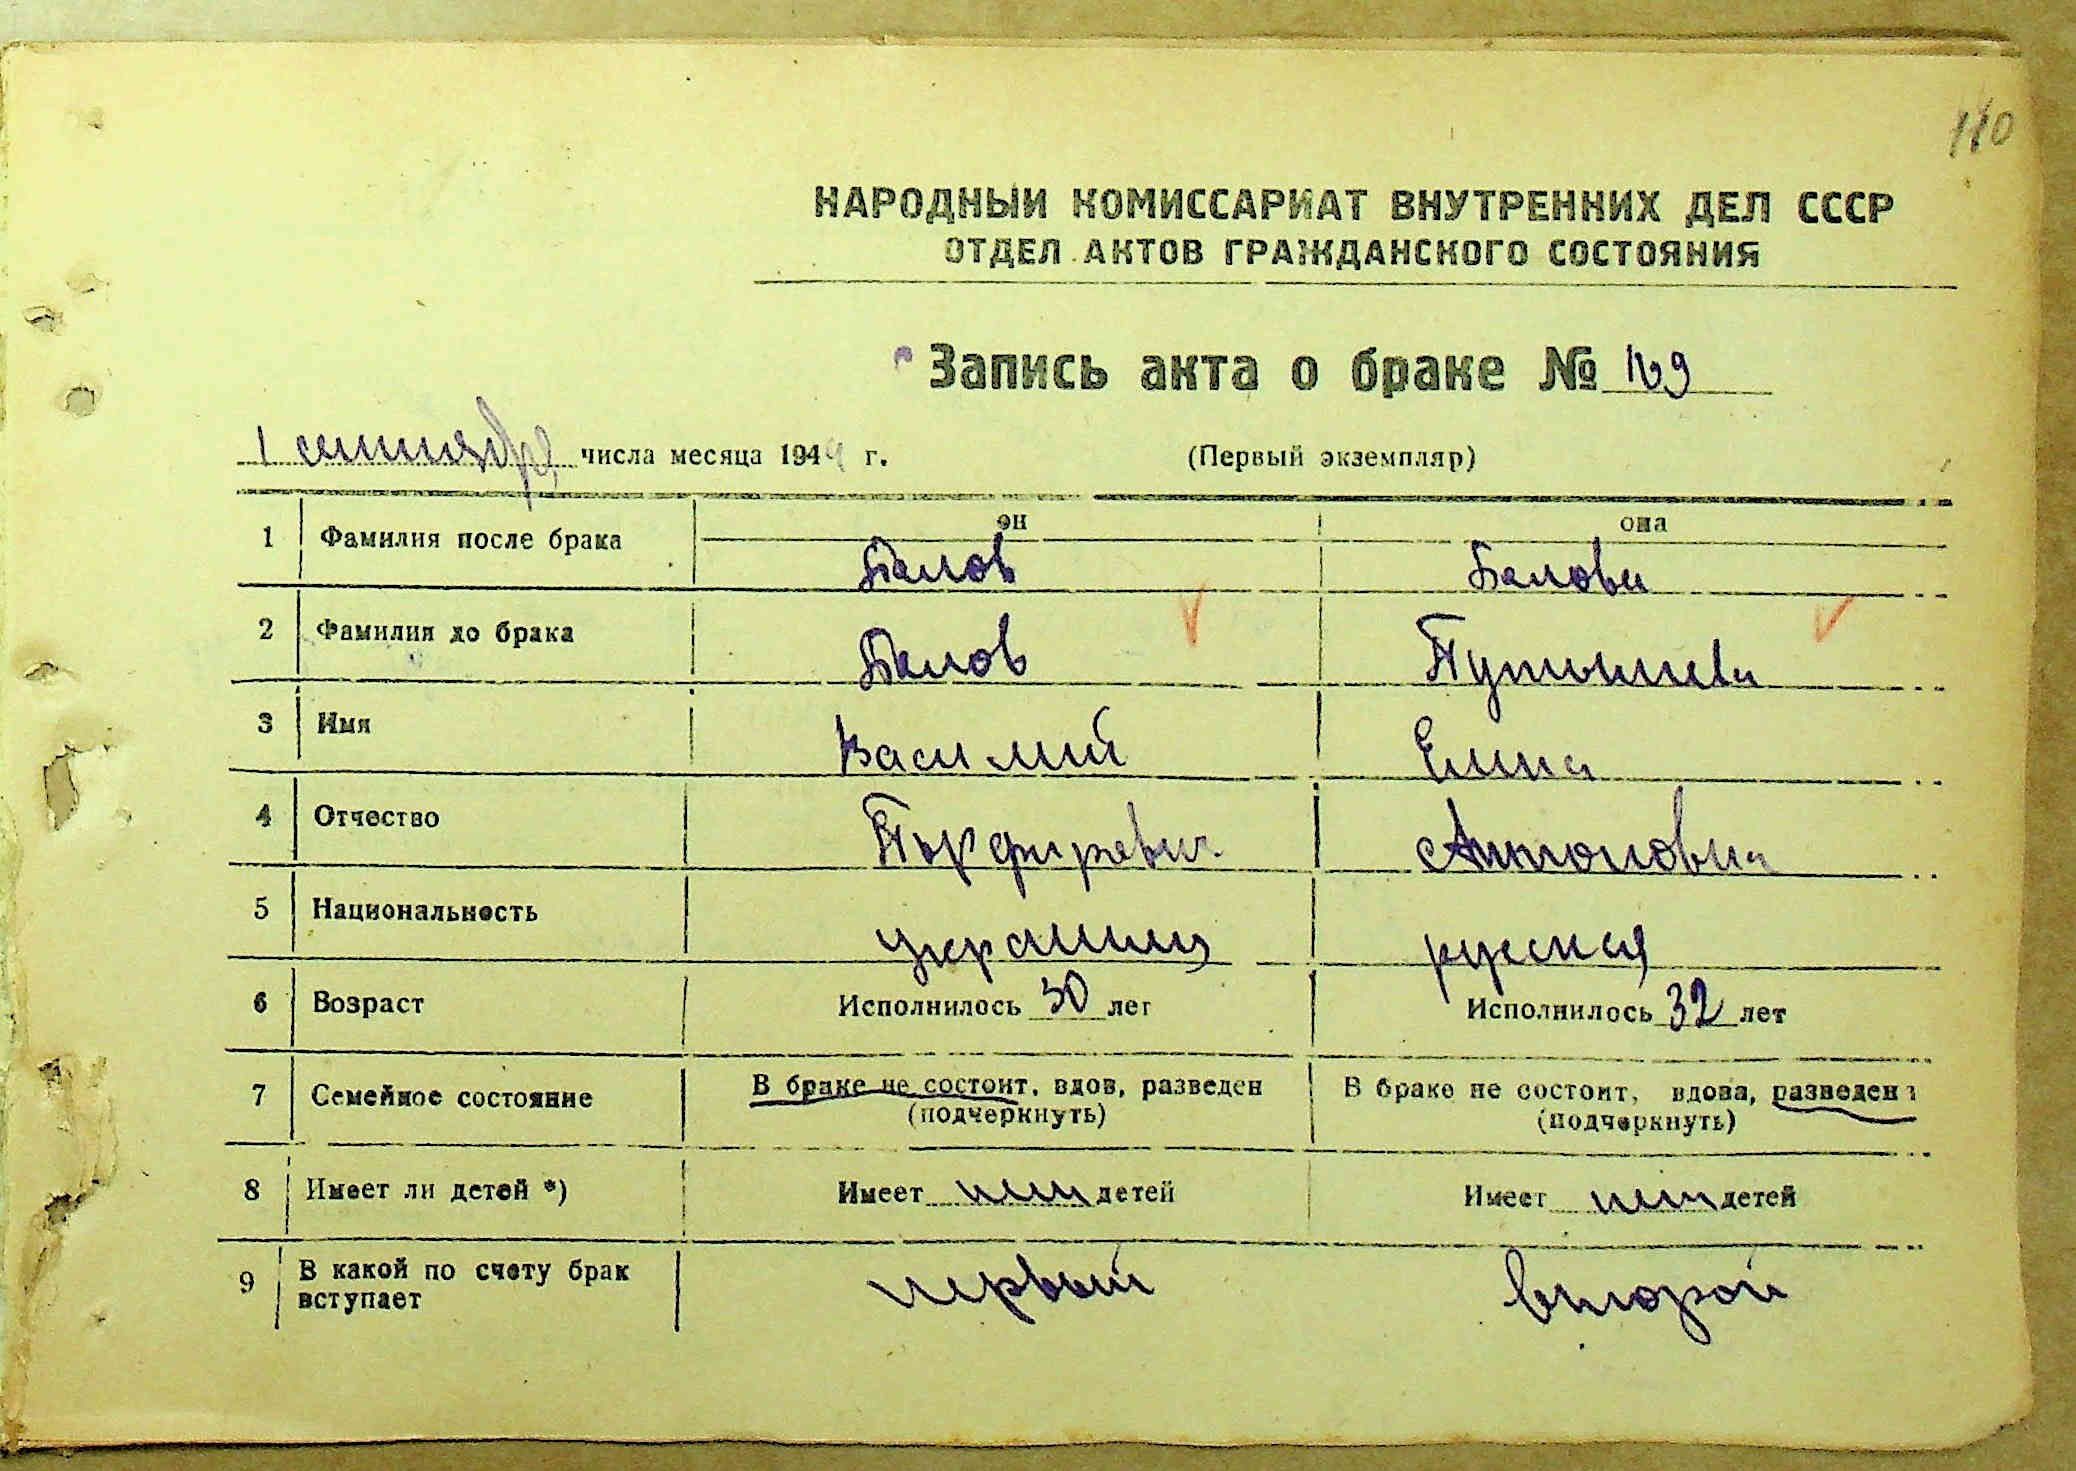 110
НАРОДНЫЙ КОМИССАРИАТ ВНУТРЕННИХ ДЕЛ СССР
ОТДЕЛ АКТОВ ГРАЖДАНСКОГО СОСТОЯНИЯ
Запись акта о браке № 169
1 сентября числа месяца 1944 г. (Первый экземпляр)
он она
1 Фамилия после брака Белов Белова
2 Фамилия до брака Белов
3 Имя Василий Елена
4 Отчество Порфиревич Антоновна
5 Национальность украинец русская
6 Возраст Исполнилось 30 лет Исполнилось 32 лет
7 Семейное состояние В браке не состоит, вдов, разведен В браке не состоит, вдова, разведена
(подчеркнуть) (подчеркнуть)
8 Имеет ли детей *) Имеет нет детей Имеет нет детей
9 В какой по счету брак
вступает первый второй